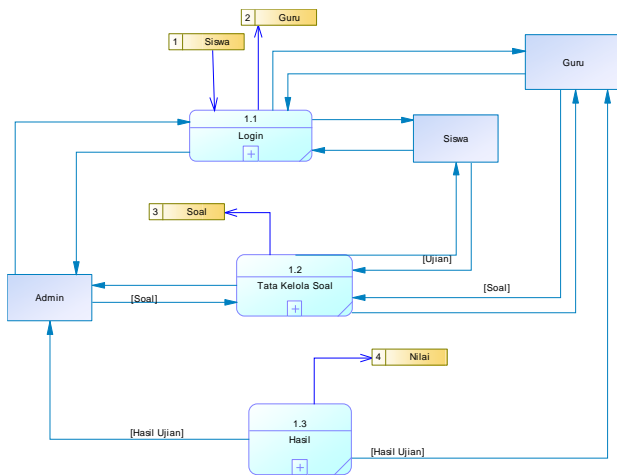 2 Guru
1 Siswa
Guru
1.1
Login
Siswa
3 Soal
[Ujian]
1.2
Tata Kelola Soal
[Soal]
Admin
[Soal]
4 Nilai
1.3
Hasil
[Hasil Ujian]
[Hasil Ujian]